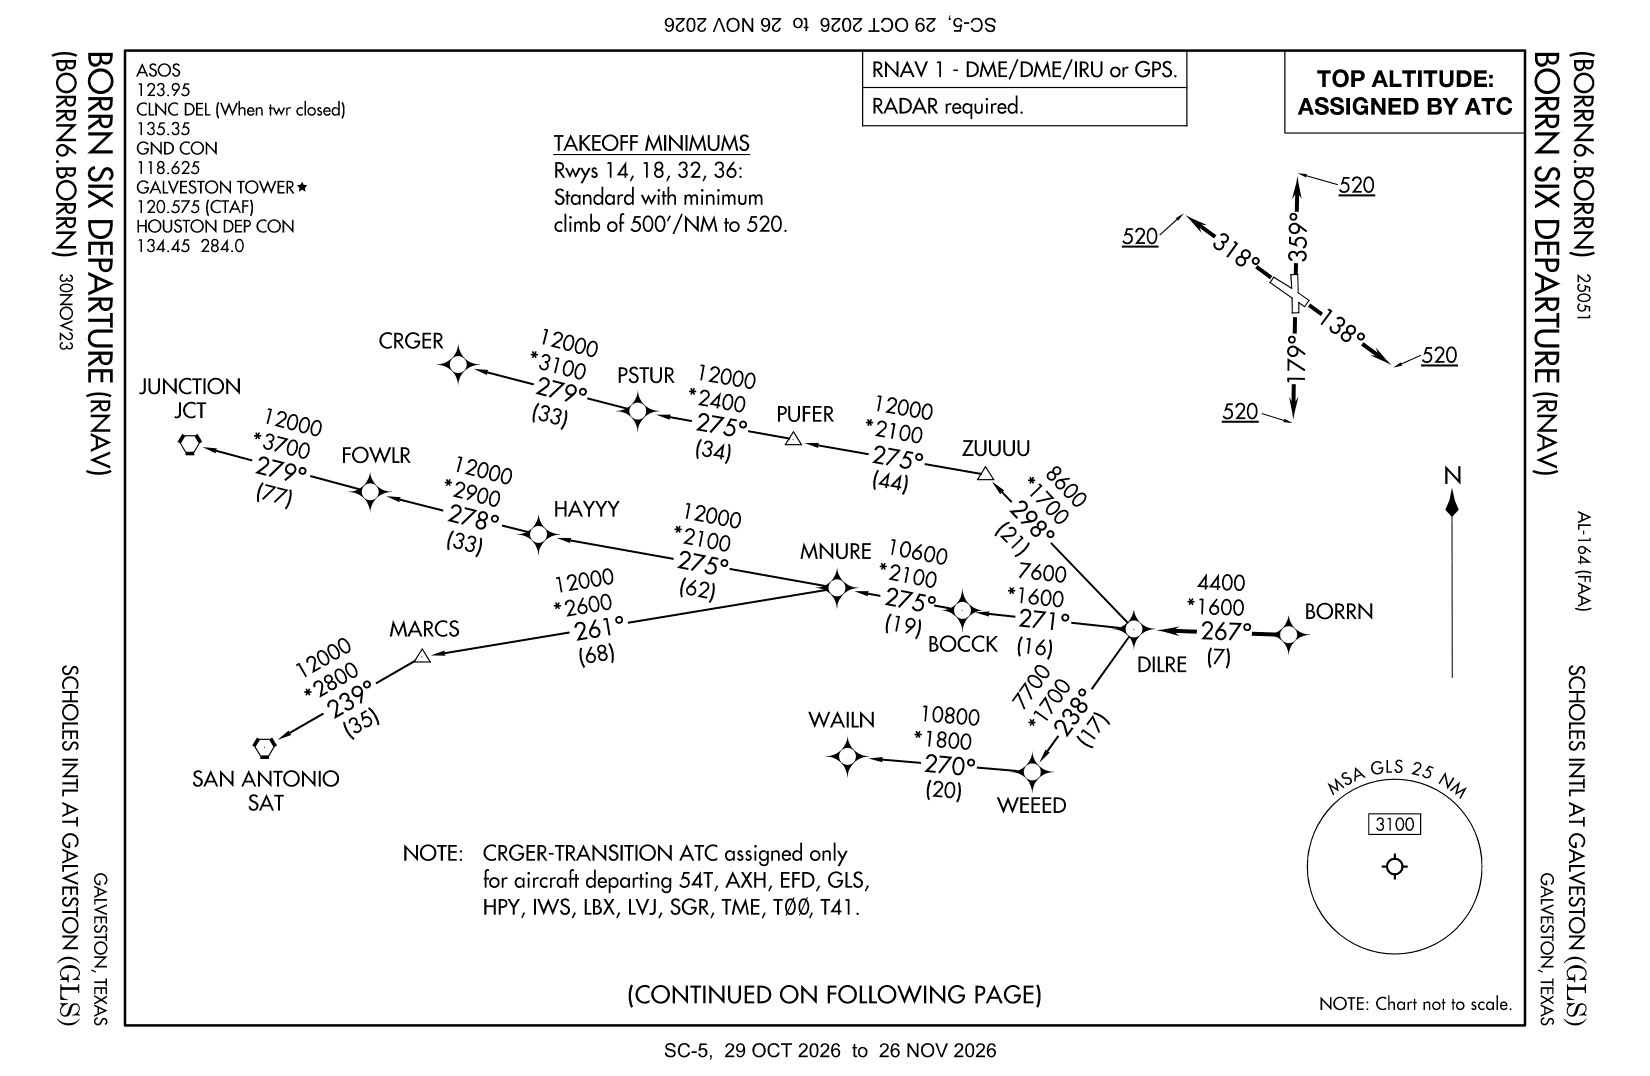 SC-5, 29 OCT 2026 to 26 NOV 2026
(BORRN6.BORRN) 30NOV23
BORRN SIX DEPARTURE (RNAV)
SCHOLES INTL AT GALVESTON (GLS)
GALVESTON, TEXAS
ASOS
123.95
CLNC DEL (When twr closed)
135.35
GND CON
118.625
GALVESTON TOWER★
120.575 (CTAF)
HOUSTON DEP CON
134.45 284.0
TAKEOFF MINIMUMS
Rwys 14, 18, 32, 36:
Standard with minimum
climb of 500'/NM to 520.
RNAV 1 - DME/DME/IRU or GPS.
RADAR required.
TOP ALTITUDE:
ASSIGNED BY ATC
520
359°
520
318°
138°
520
179°
520
N
CRGER
12000
*3100
279°
(33)
PSTUR
12000
*2400
275°
(34)
PUFER
12000
*2100
275°
(44)
ZUUUU
8600
*1700
298°
(21)
JUNCTION
JCT
12000
*3700
279°
(77)
FOWLR
12000
*2900
278°
(33)
HAYYY
12000
*2100
275°
(62)
MNURE
10600
*2100
275°
(19)
BOCCK
7600
*1600
271°
(16)
DILRE
4400
*1600
267°
(7)
BORRN
12000
*2600
261°
(68)
MARCS
12000
*2800
239°
(35)
SAN ANTONIO
SAT
7700
*1700
238°
(17)
WEEED
10800
*1800
270°
(20)
WAILN
NOTE: CRGER-TRANSITION ATC assigned only
for aircraft departing 54T, AXH, EFD, GLS,
HPY, IWS, LBX, LVJ, SGR, TME, TØØ, T41.
MSA GLS 25 NM
3100
(CONTINUED ON FOLLOWING PAGE)
NOTE: Chart not to scale.
BORRN SIX DEPARTURE (RNAV)
(BORRN6.BORRN) 25051
AL-164 (FAA)
SCHOLES INTL AT GALVESTON (GLS)
GALVESTON, TEXAS
SC-5, 29 OCT 2026 to 26 NOV 2026